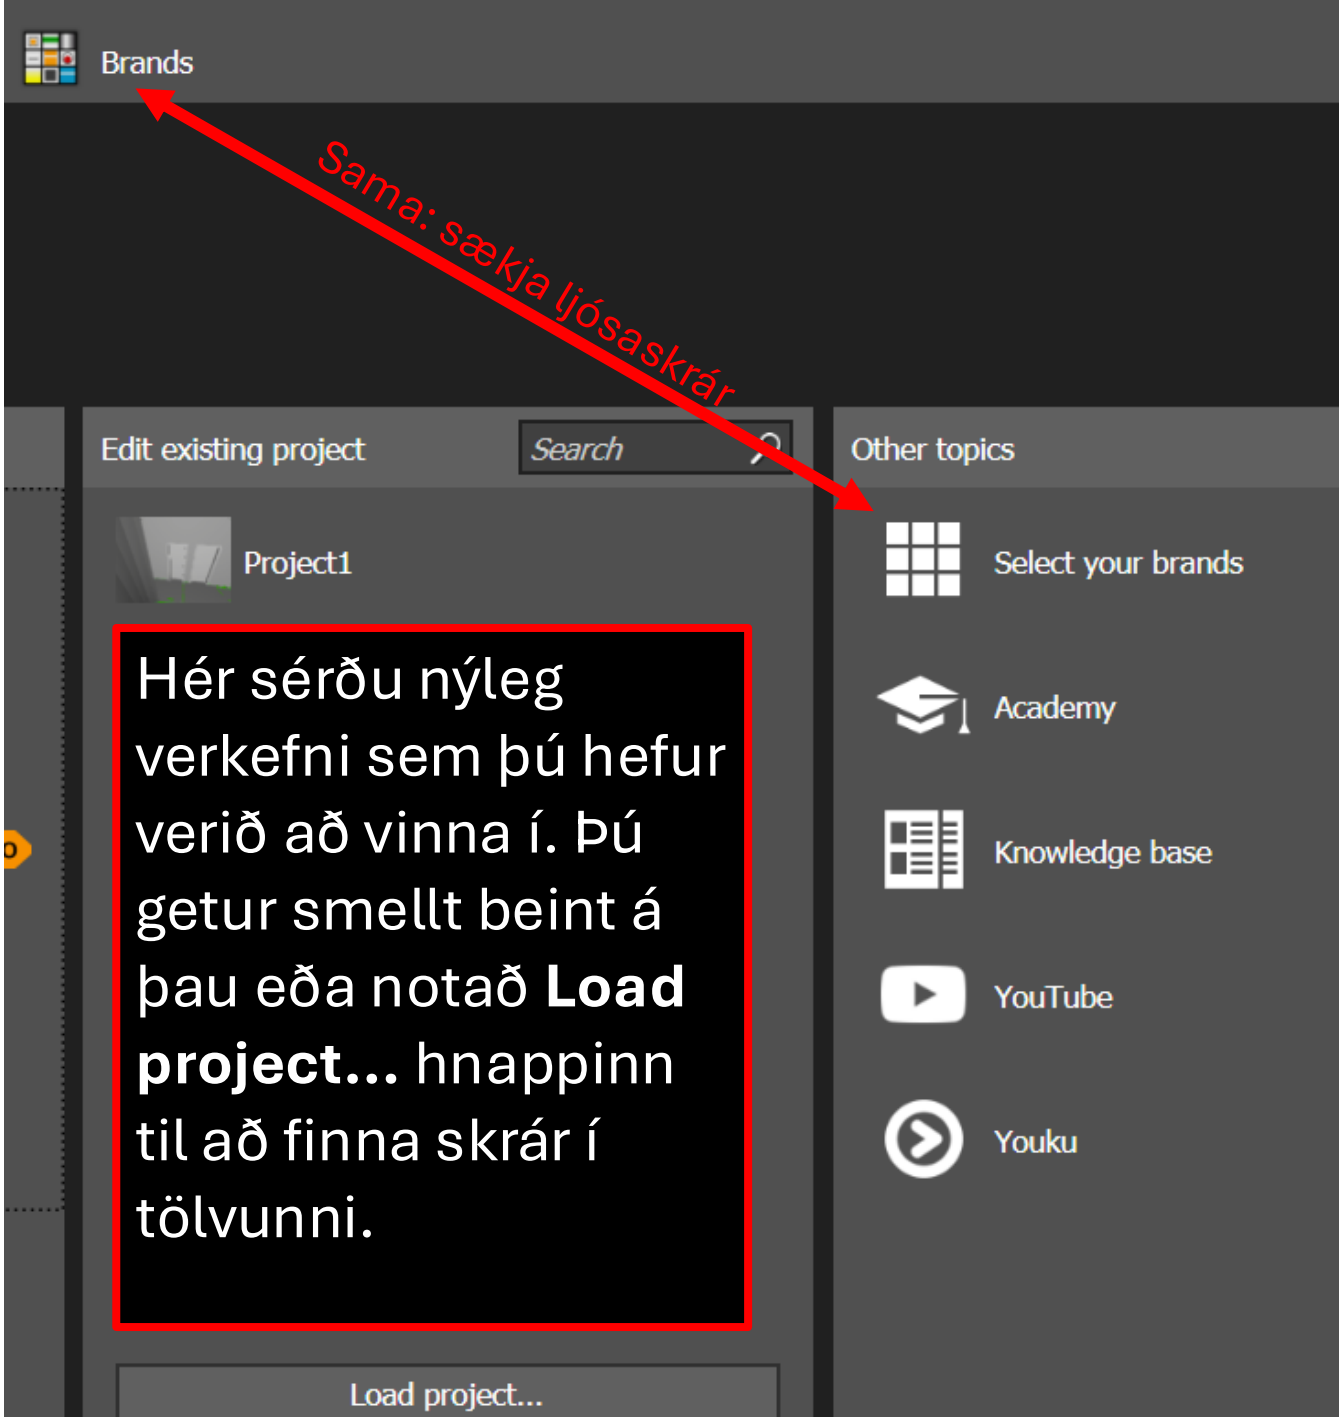 Brands
Sama: sækja ljósaskrár
Edit existing project
Search
Project1
Hér sérðu nýleg
verkefni sem þú hefur
verið að vinna í. Þú
getur smellt beint á
þau eða notað Load
project... hnappinn
til að finna skrár í
tölvunni.
Load project...
Other topics
Select your brands
Academy
Knowledge base
YouTube
Youku